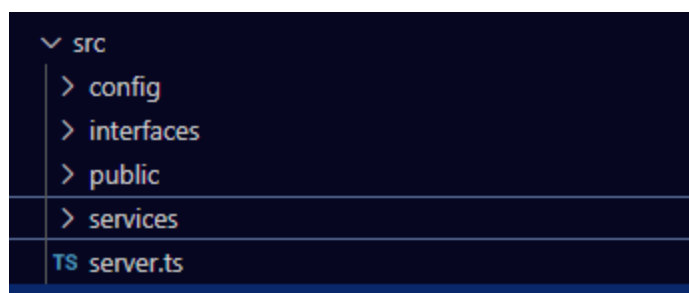 src
config
interfaces
public
services
TS server.ts